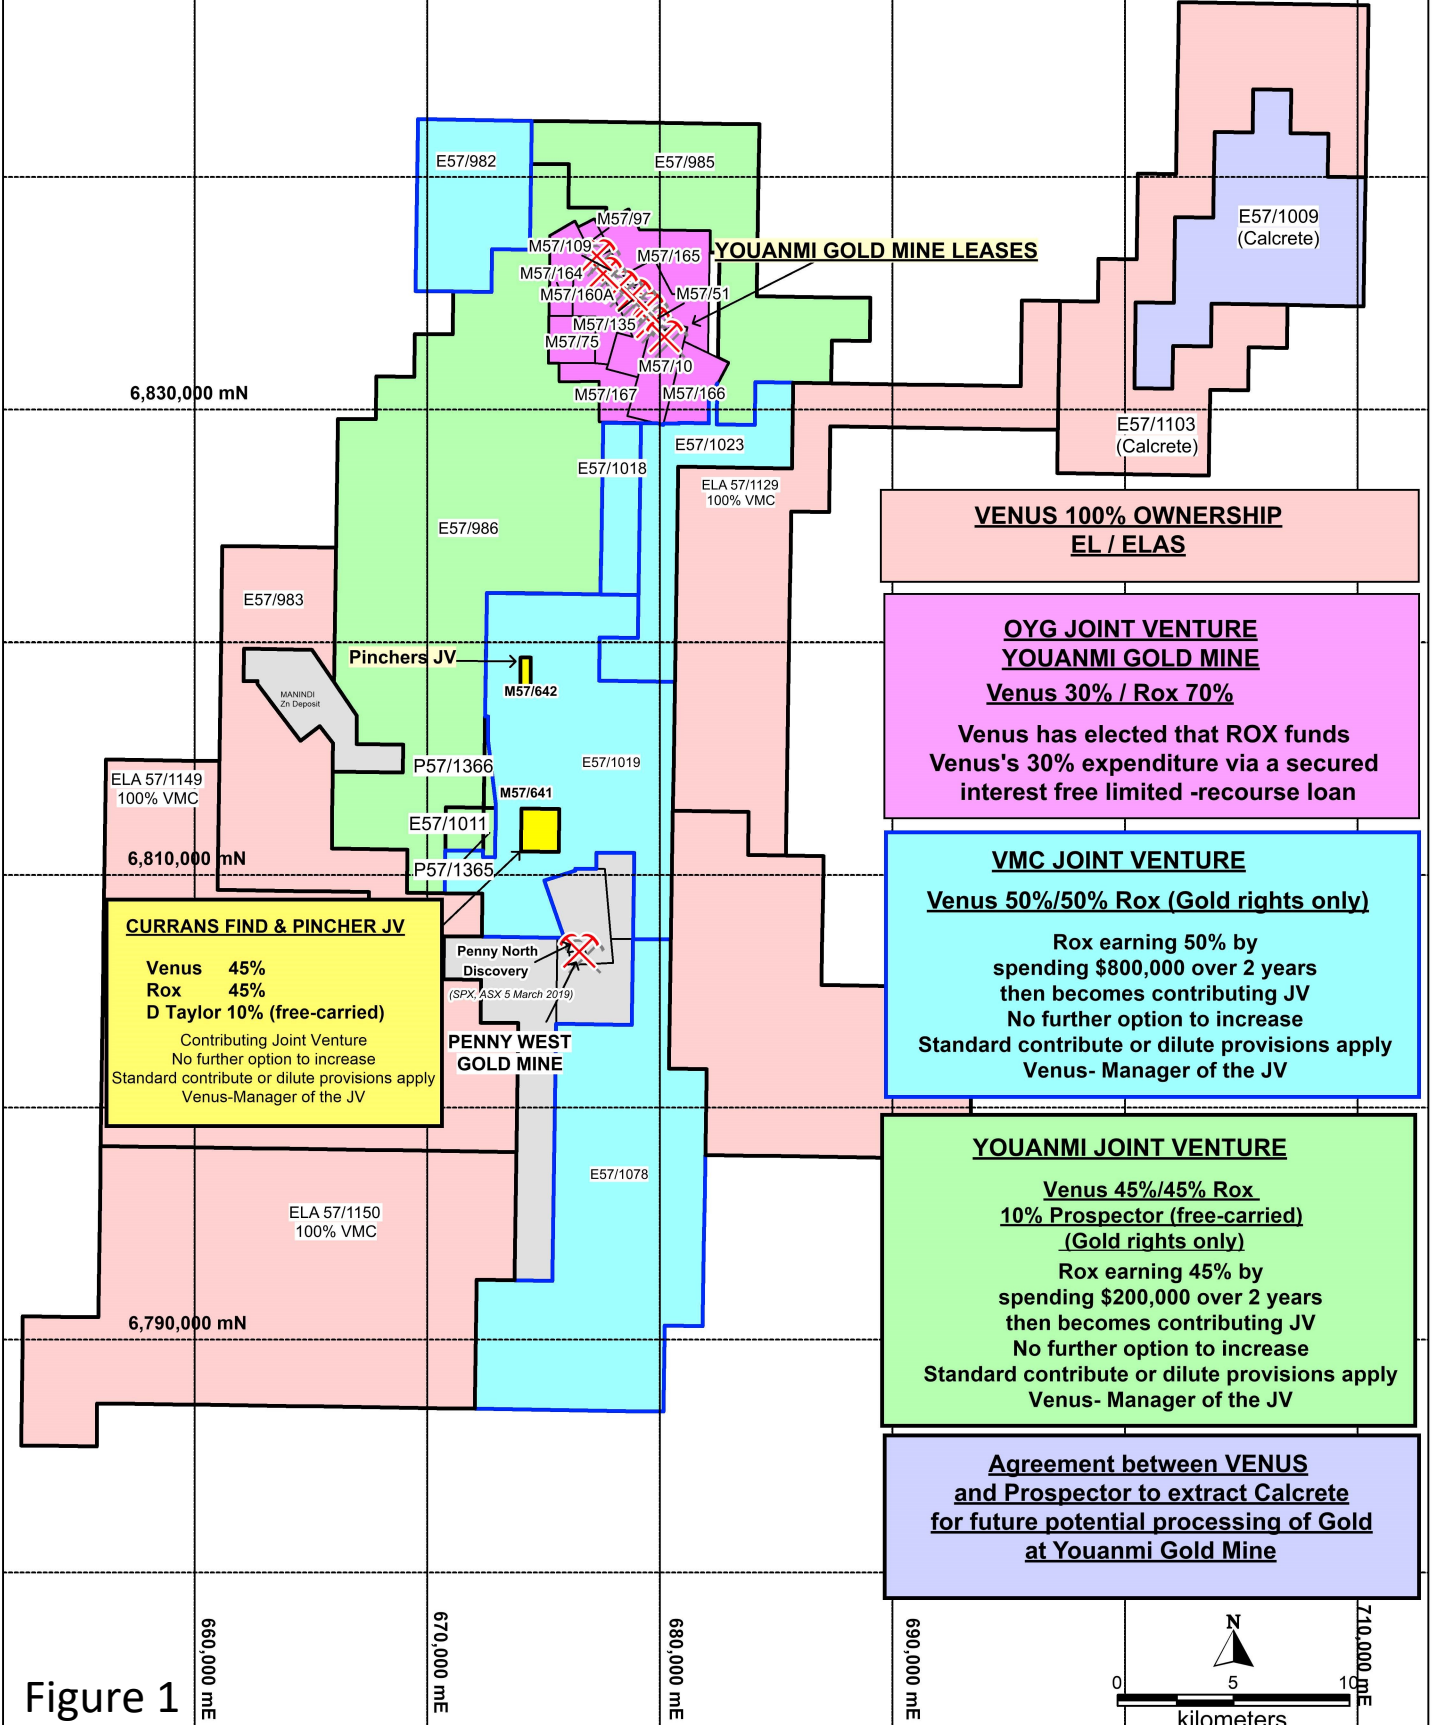 E57/982
E57/985
M57/97
M57/109
M57/165
YOUANMI GOLD MINE LEASES
M57/164
M57/160A
M57/51
M57/135
M57/75
M57/10
M57/167
M57/166
E57/1009
(Calcrete)
6,830,000 mN
E57/1103
(Calcrete)
E57/1023
E57/1018
ELA 57/1129
100% VMC
E57/986
E57/983
Pinchers JV
M57/642
MANINDI
Zn Deposit
P57/1366
E57/1019
ELA 57/1149
100% VMC
M57/641
E57/1011
6,810,000 mN
P57/1365
CURRANS FIND & PINCHER JV
Venus 45%
Rox 45%
D Taylor 10% (free-carried)
Contributing Joint Venture
No further option to increase
Standard contribute or dilute provisions apply
Venus-Manager of the JV
Penny North
Discovery
(SPX, ASX 5 March 2019)
PENNY WEST
GOLD MINE
E57/1078
ELA 57/1150
100% VMC
6,790,000 mN
VENUS 100% OWNERSHIP
EL / ELAS
OYG JOINT VENTURE
YOUANMI GOLD MINE
Venus 30% / Rox 70%
Venus has elected that ROX funds
Venus's 30% expenditure via a secured
interest free limited -recourse loan
VMC JOINT VENTURE
Venus 50%/50% Rox (Gold rights only)
Rox earning 50% by
spending $800,000 over 2 years
then becomes contributing JV
No further option to increase
Standard contribute or dilute provisions apply
Venus- Manager of the JV
YOUANMI JOINT VENTURE
Venus 45%/45% Rox
10% Prospector (free-carried)
(Gold rights only)
Rox earning 45% by
spending $200,000 over 2 years
then becomes contributing JV
No further option to increase
Standard contribute or dilute provisions apply
Venus- Manager of the JV
Agreement between VENUS
and Prospector to extract Calcrete
for future potential processing of Gold
at Youanmi Gold Mine
660,000 mE
670,000 mE
680,000 mE
690,000 mE
710,000 mE
N
0 5 10
kilometers
Figure 1